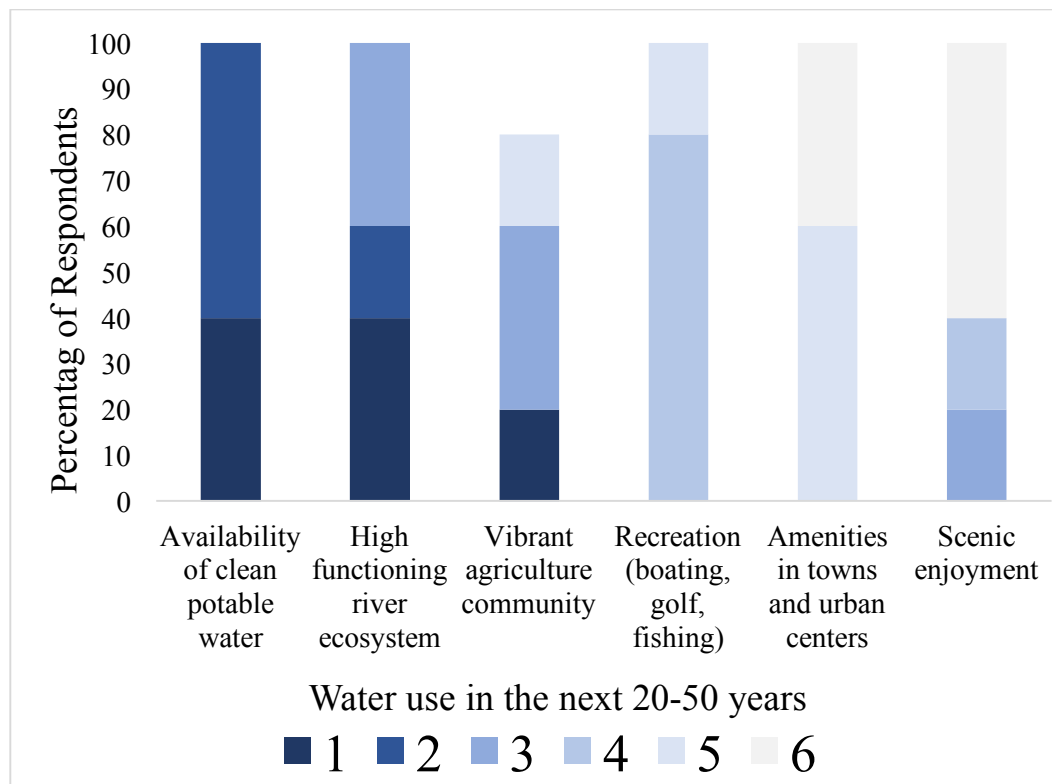 Percentag of Respondents
100
90
80
70
60
50
40
30
20
10
0
Availability
of clean
potable
water
High
functioning
river
ecosystem
Vibrant
agriculture
community
Recreation
(boating,
golf,
fishing)
Amenities
in towns
and urban
centers
Scenic
enjoyment
Water use in the next 20-50 years
1 2 3 4 5 6